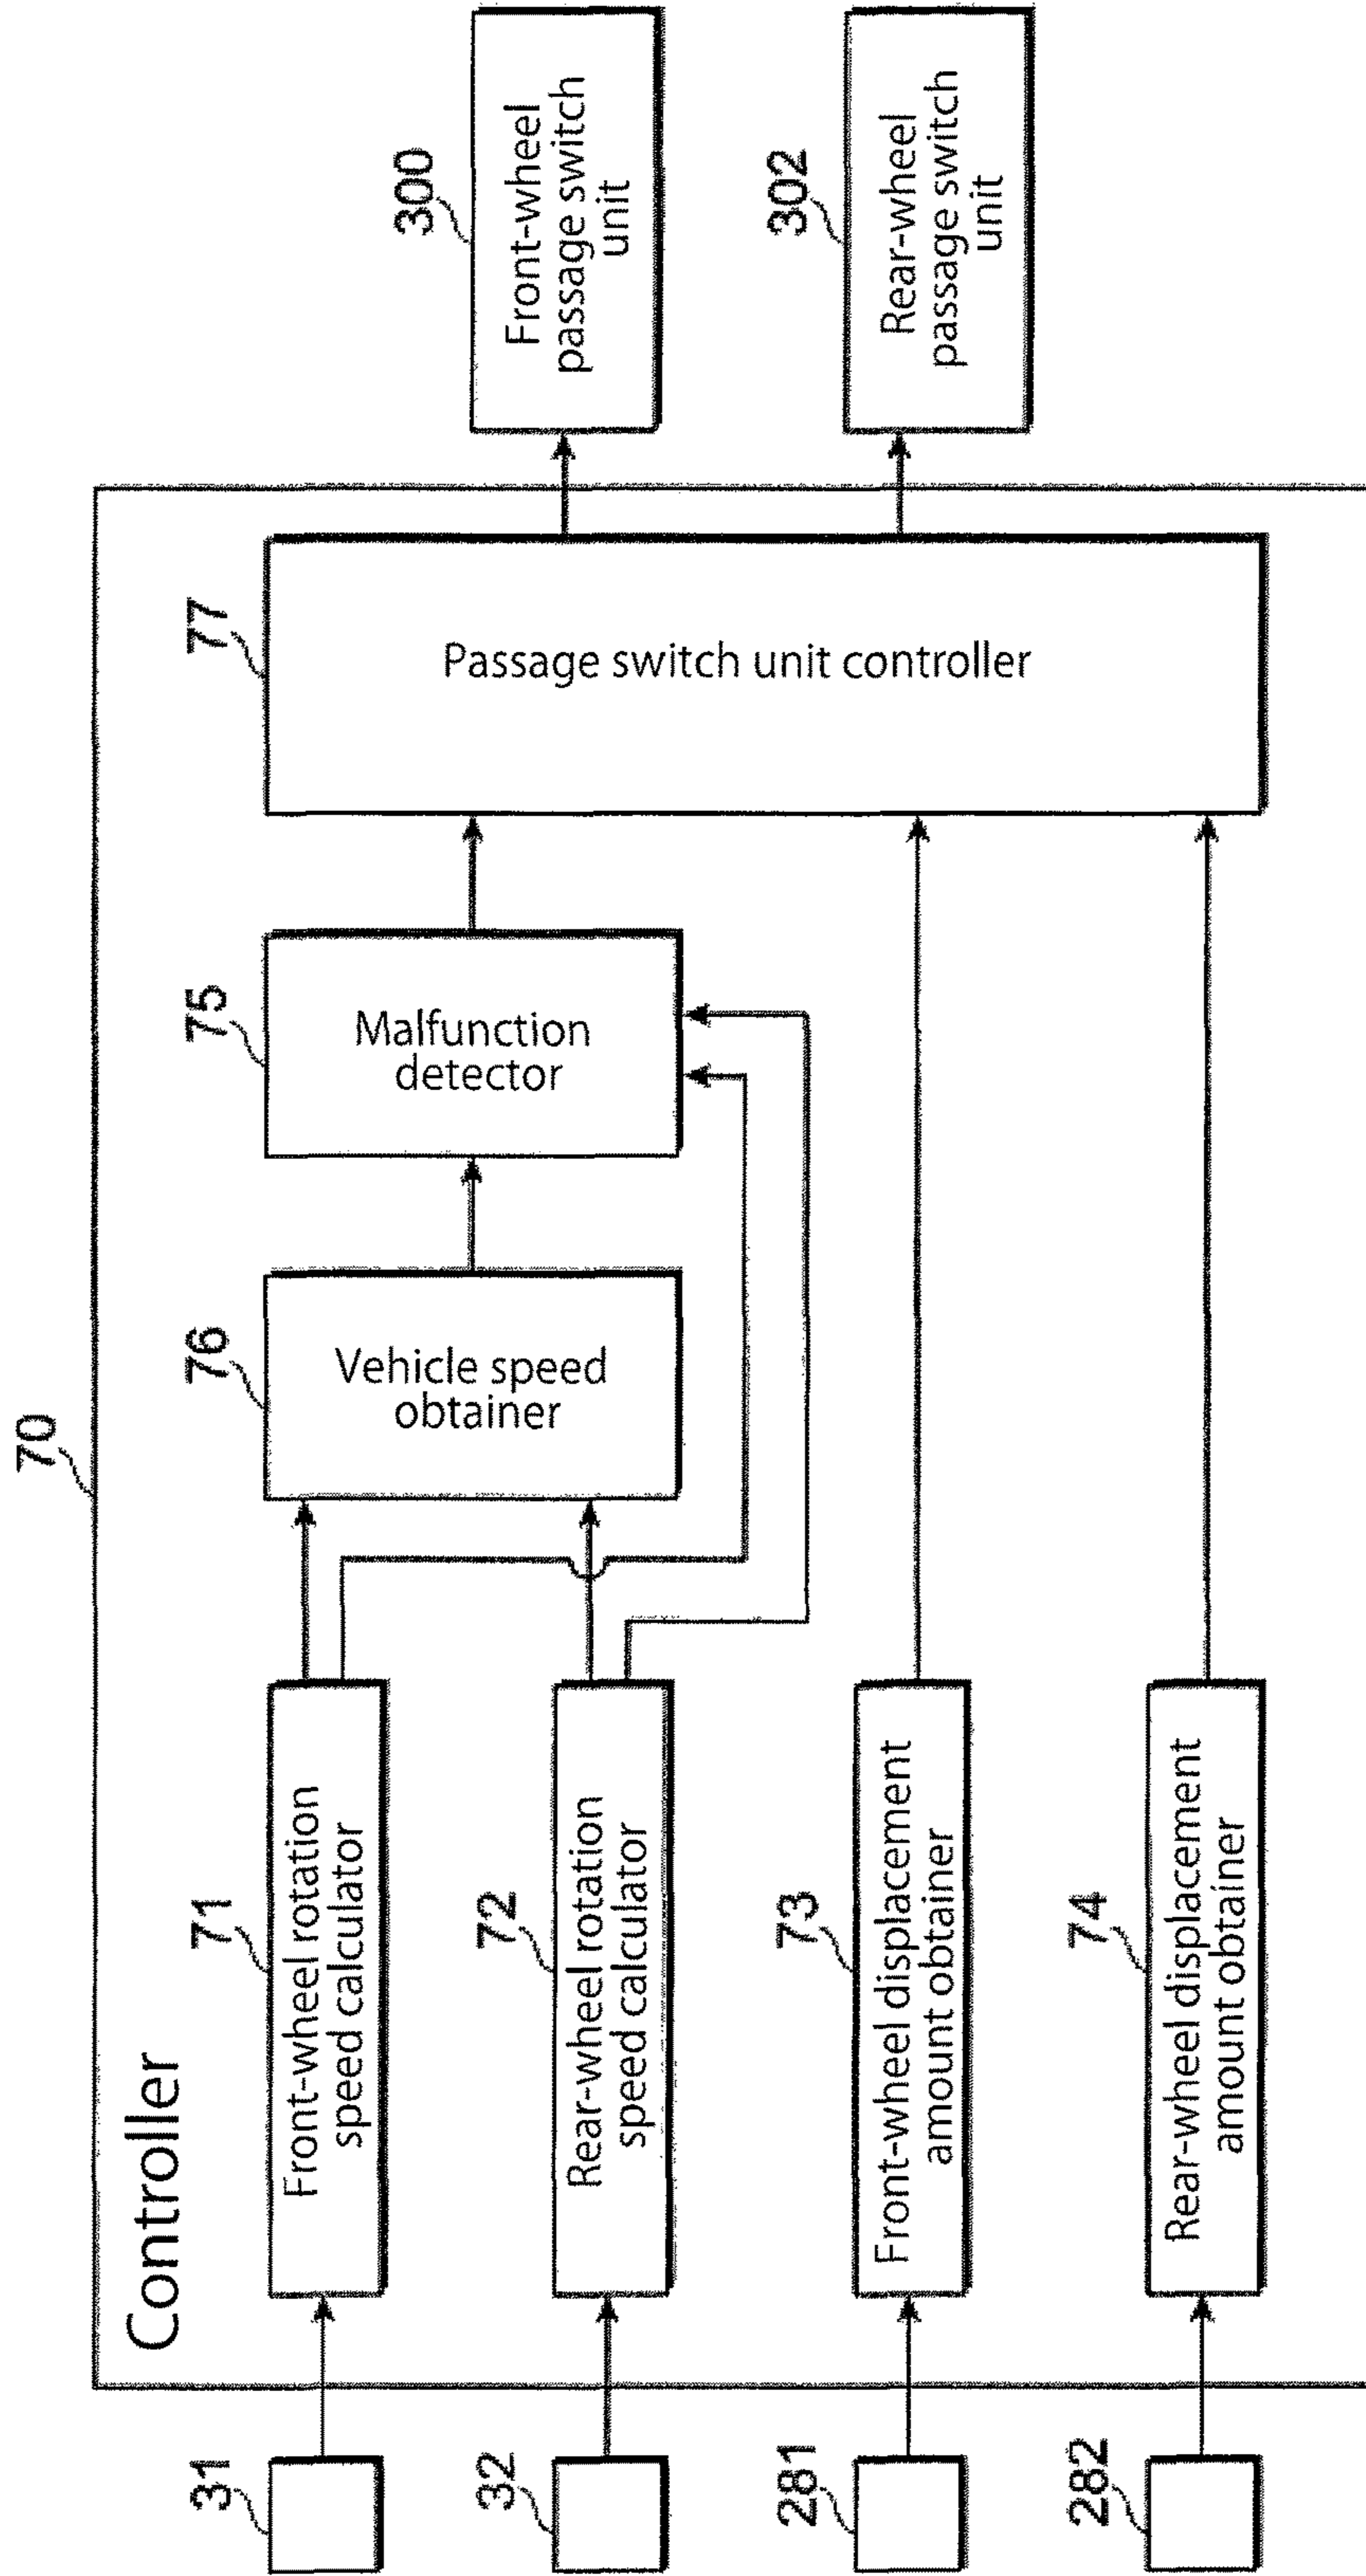 70
Controller
31
71
Front-wheel rotation
speed calculator
76
Vehicle speed
obtainer
75
Malfunction
detector
77
Passage switch unit controller
300
Front-wheel
passage switch
unit
32
72
Rear-wheel rotation
speed calculator
302
Rear-wheel
passage switch
unit
281
73
Front-wheel displacement
amount obtainer
282
74
Rear-wheel displacement
amount obtainer